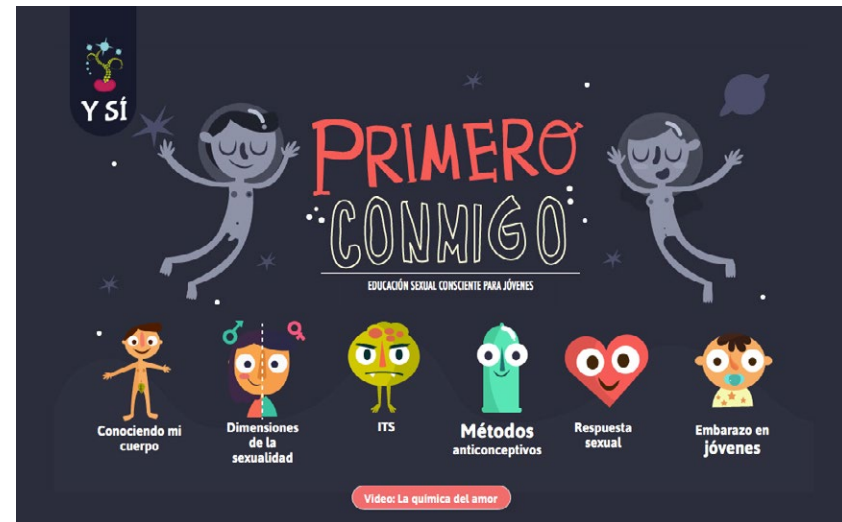 Y SÍ
PRIMERO
CONMIGO
EDUCACIÓN SEXUAL CONSCIENTE PARA JÓVENES
Conociendo mi
cuerpo
Dimensiones
de la
sexualidad
ITS
Métodos
anticonceptivos
Respuesta
sexual
Embarazo en
jóvenes
Video: La quimica del amor